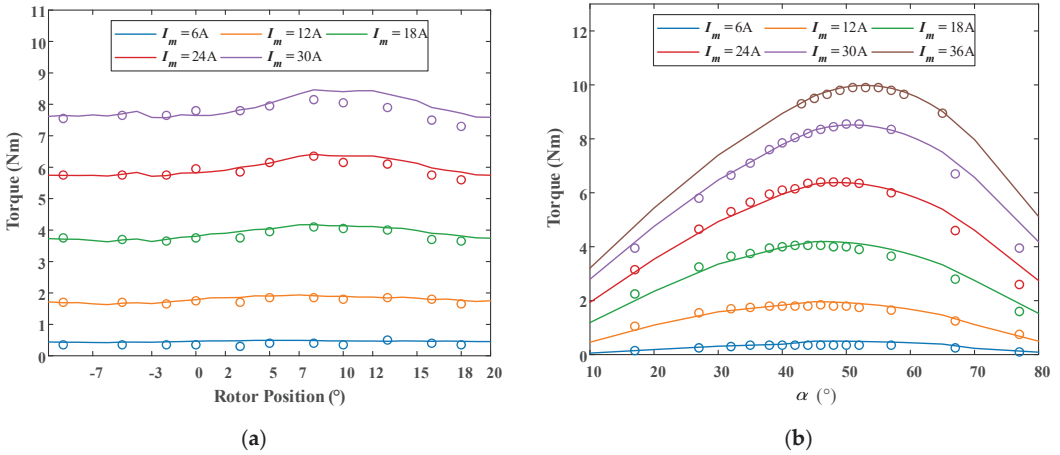 I_m = 6A I_m = 12A I_m = 18A
I_m = 24A I_m = 30A
Torque (Nm)
11
10
9
8
7
6
5
4
3
2
1
0
-7 -3 0 2 5 7 10 12 15 18 20
Rotor Position (°)
(a)
I_m = 6A I_m = 12A I_m = 18A
I_m = 24A I_m = 30A I_m = 36A
Torque (Nm)
12
10
8
6
4
2
0
10 20 30 40 50 60 70 80
α (°)
(b)